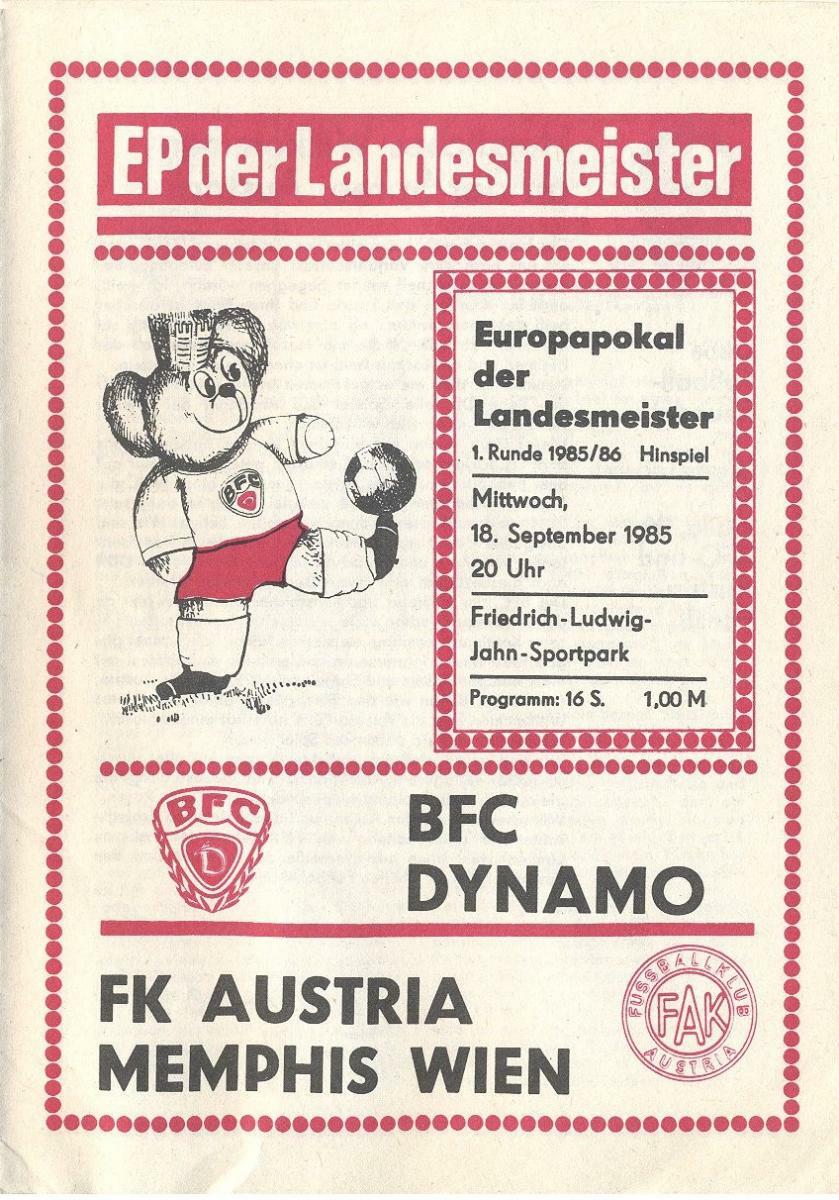 EP der Landesmeister
Europapokal
der
Landesmeister
1. Runde 1985/86 Hinspiel
Mittwoch,
18. September 1985
20 Uhr
Friedrich-Ludwig-
Jahn-Sportpark
Programm: 16 S. 1,00 M
BFC
BFC
D
BFC
DYNAMO
FK AUSTRIA
MEMPHIS WIEN
FUSSBALLKLUB
FAK
AUSTRIA